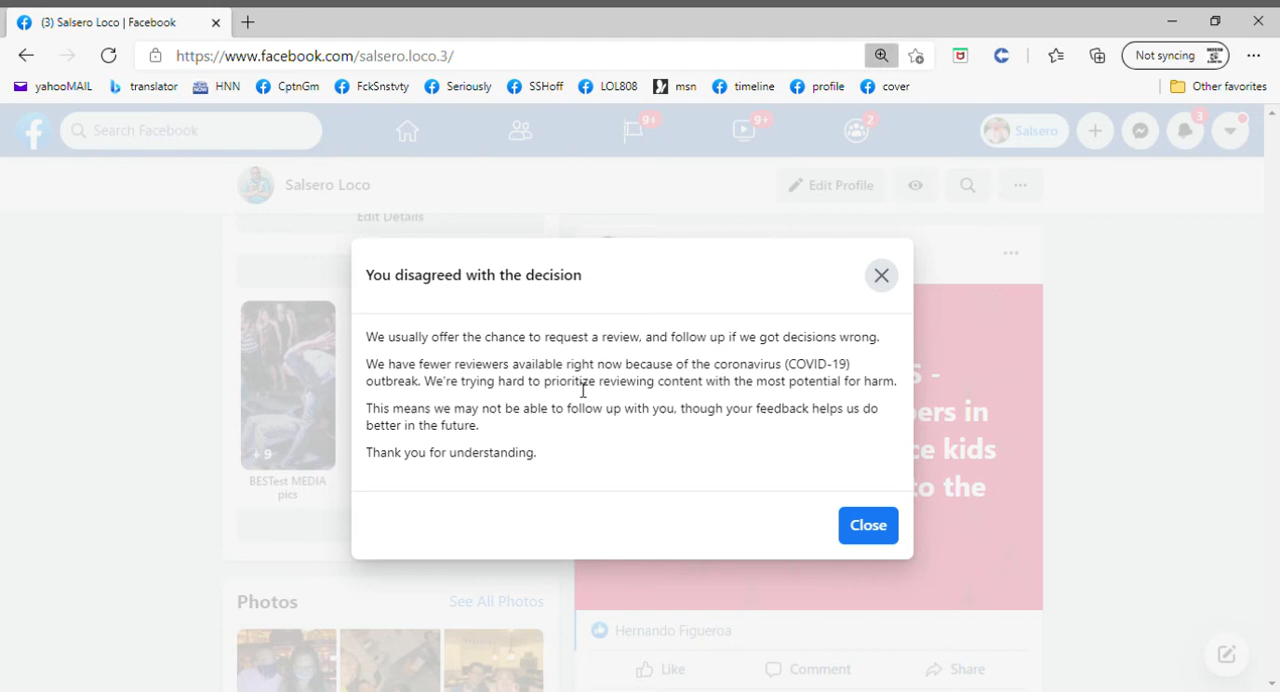 (3) Salsero Loco | Facebook
https://www.facebook.com/salsero.loco.3/
Not syncing
yahooMAIL
translator
HNN
CptnGm
FckSnstvty
Seriously
SSHoff
LOL808
msn
timeline
profile
cover
Other favorites
Search Facebook
9+
9+
2
Salsero
3
Salsero Loco
Edit Profile
Edit Details
You disagreed with the decision
We usually offer the chance to request a review, and follow up if we got decisions wrong.
We have fewer reviewers available right now because of the coronavirus (COVID-19)
outbreak. We're trying hard to prioritize reviewing content with the most potential for harm.
This means we may not be able to follow up with you, though your feedback helps us do
better in the future.
Thank you for understanding.
Close
+9
BESTest MEDIA
pics
S -
in
kids
to the
Photos
See All Photos
Hernando Figueroa
Like
Comment
Share